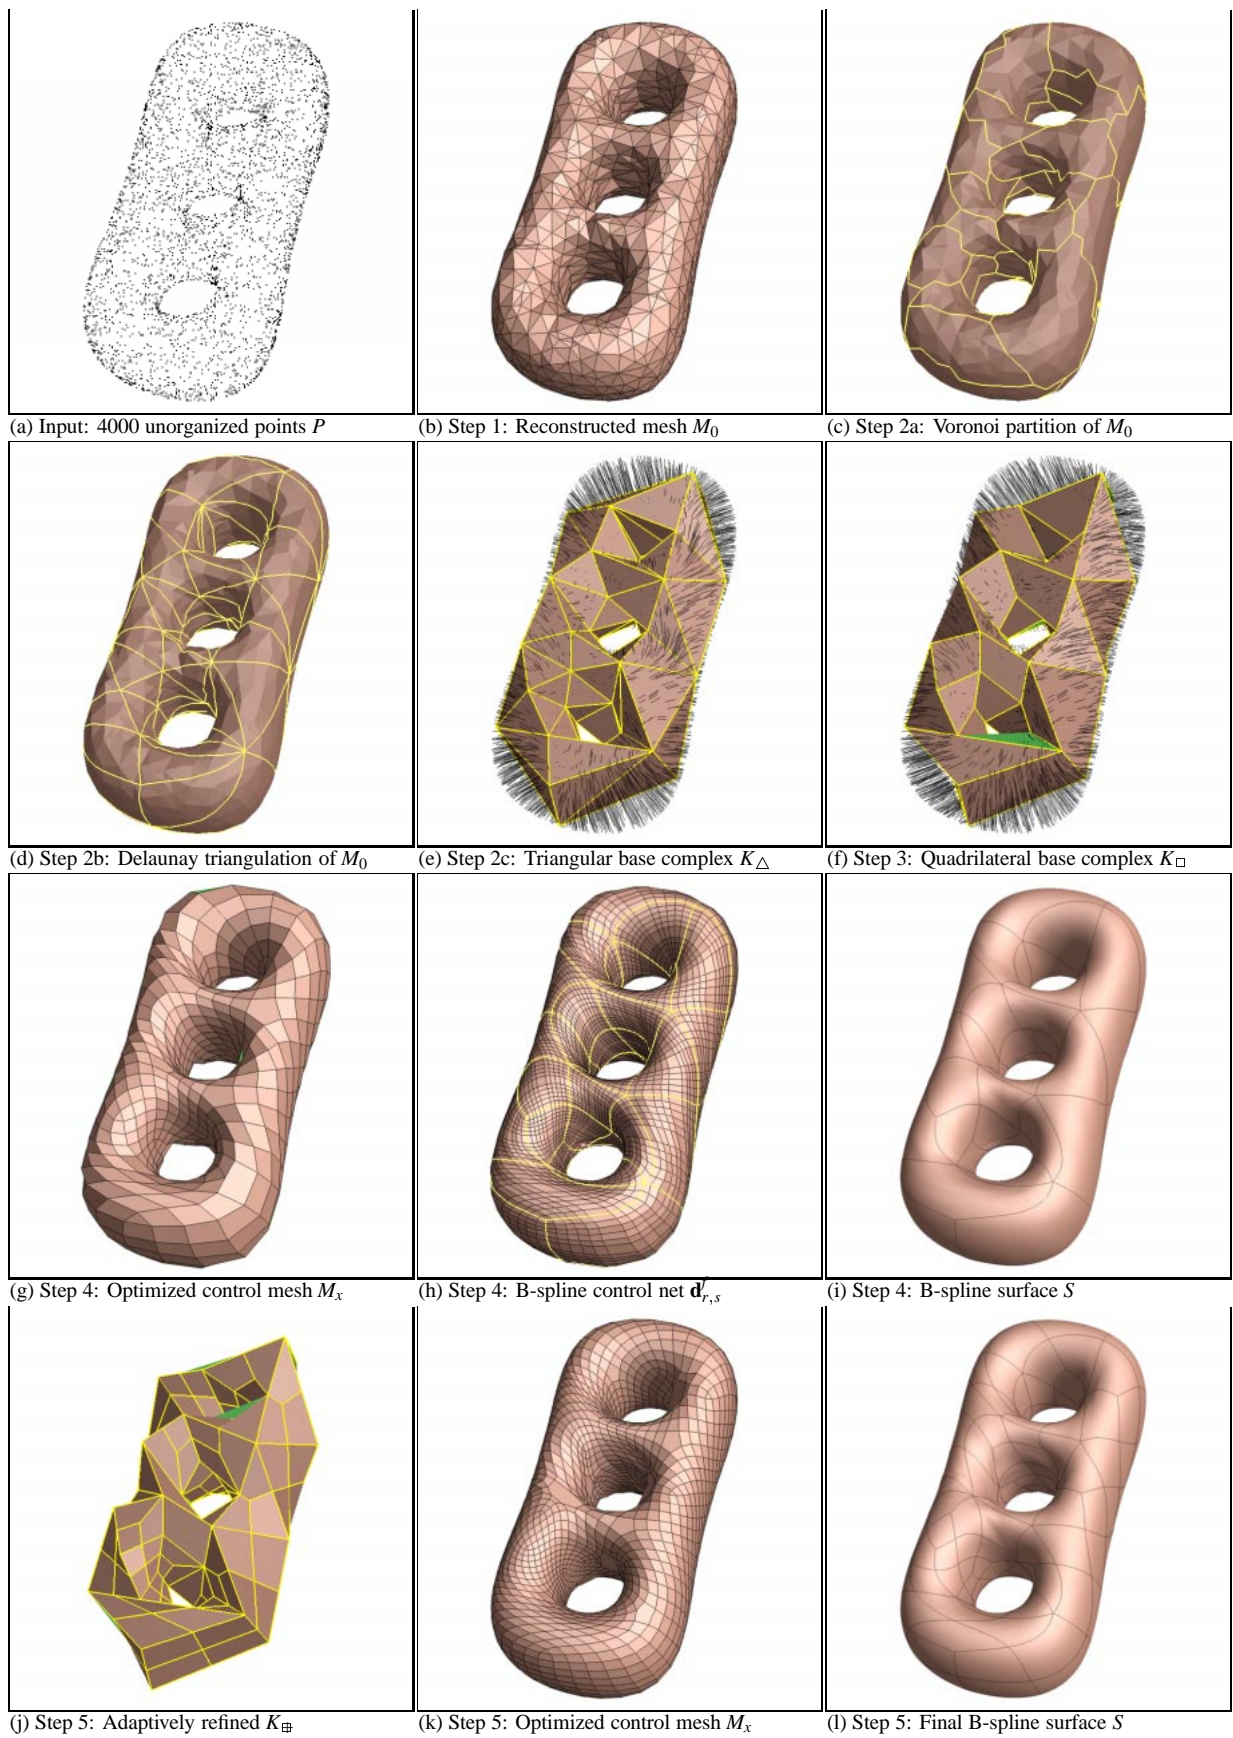 (a) Input: 4000 unorganized points P
(b) Step 1: Reconstructed mesh M₀
(c) Step 2a: Voronoi partition of M₀
(d) Step 2b: Delaunay triangulation of M₀
(e) Step 2c: Triangular base complex K△
(f) Step 3: Quadrilateral base complex K□
(g) Step 4: Optimized control mesh Mₓ
(h) Step 4: B-spline control net d^f_{r,s}
(i) Step 4: B-spline surface S
(j) Step 5: Adaptively refined K⊞
(k) Step 5: Optimized control mesh Mₓ
(l) Step 5: Final B-spline surface S